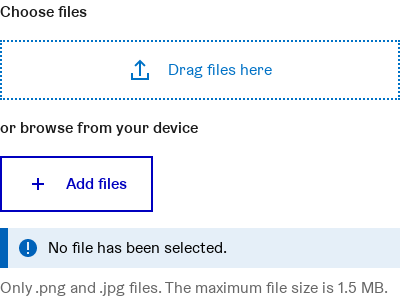 Choose files
Drag files here
or browse from your device
Add files
No file has been selected.
Only .png and .jpg files. The maximum file size is 1.5 MB.